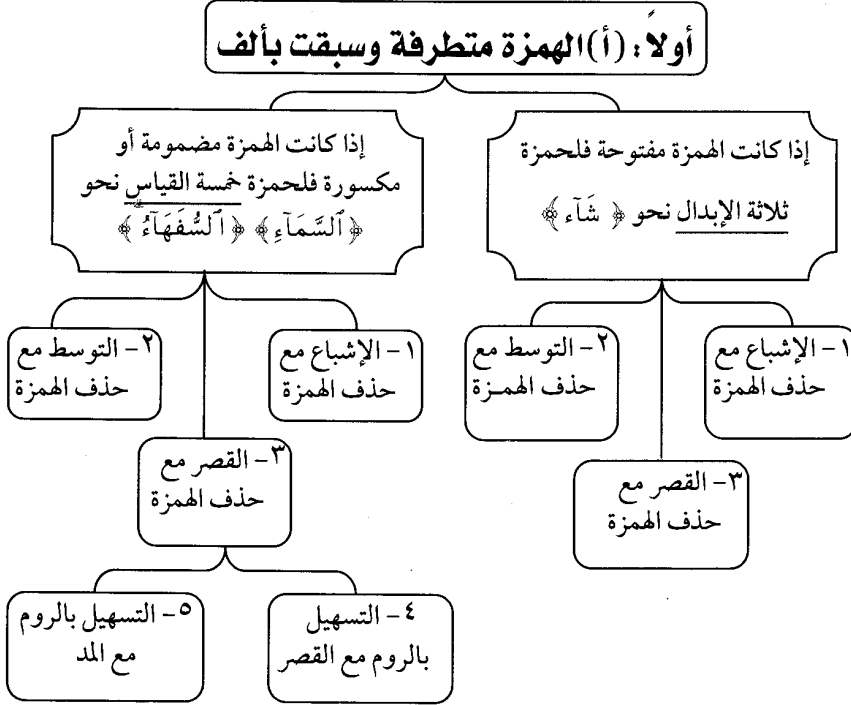 أولاً: (أ) الهمزة متطرفة وسبقت بألف
إذا كانت الهمزة مفتوحة فلحمزة
ثلاثة الإبدال نحو ﴿ شَآء ﴾
١- الإشباع مع
حذف الهمزة
٢- التوسط مع
حذف الهمـزة
٣- القصر مع
حذف الهمزة
إذا كانت الهمزة مضمومة أو
مكسورة فلحمزة خمسة القياس نحو
﴿ ٱلسَّمَآءِ ﴾ ﴿ ٱلسُّفَهَآءُ ﴾
١- الإشباع مع
حذف الهمزة
٢- التوسط مع
حذف الهمزة
٣- القصر مع
حذف الهمزة
٤- التسهيل
بالروم مع القصر
٥- التسهيل بالروم
مع المد